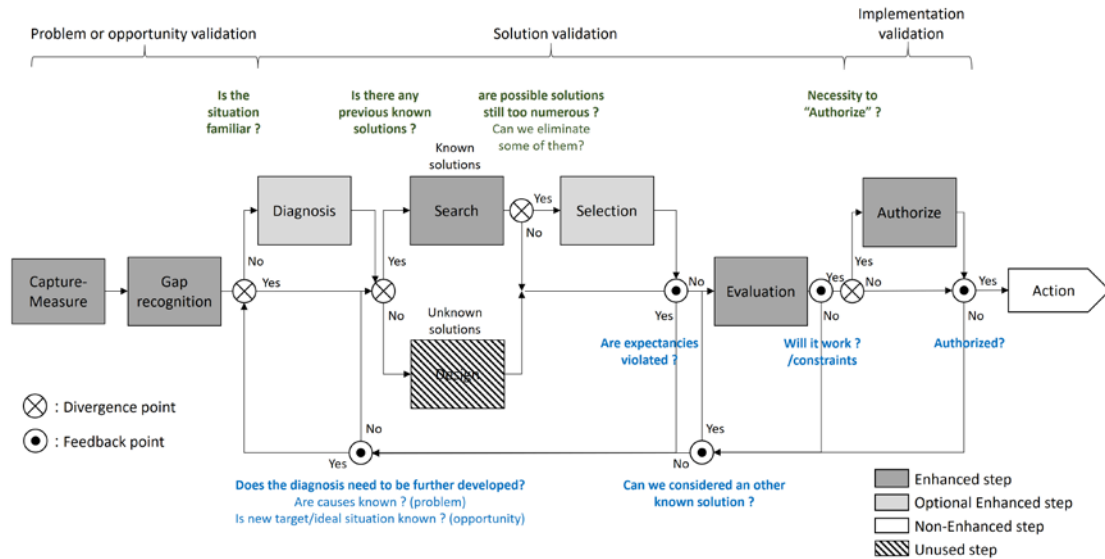 Problem or opportunity validation
Solution validation
Implementation
validation
Is the
situation
familiar ?
Is there any
previous known
solutions ?
are possible solutions
still too numerous ?
Can we eliminate
some of them?
Necessity to
“Authorize” ?
Known
solutions
Diagnosis
Search
Yes
Selection
Authorize
No
Yes
No
Yes
Capture-
Measure
Gap
recognition
Yes
No
Evaluation
Yes
No
Yes
Action
No
Unknown
solutions
Yes
No
No
Design
Are expectancies
violated ?
Will it work ?
/constraints
Authorized?
⊗ : Divergence point
No
Yes
⊙ : Feedback point
Yes
No
Does the diagnosis need to be further developed?
Are causes known ? (problem)
Is new target/ideal situation known ? (opportunity)
Can we considered an other
known solution ?
Enhanced step
Optional Enhanced step
Non-Enhanced step
Unused step